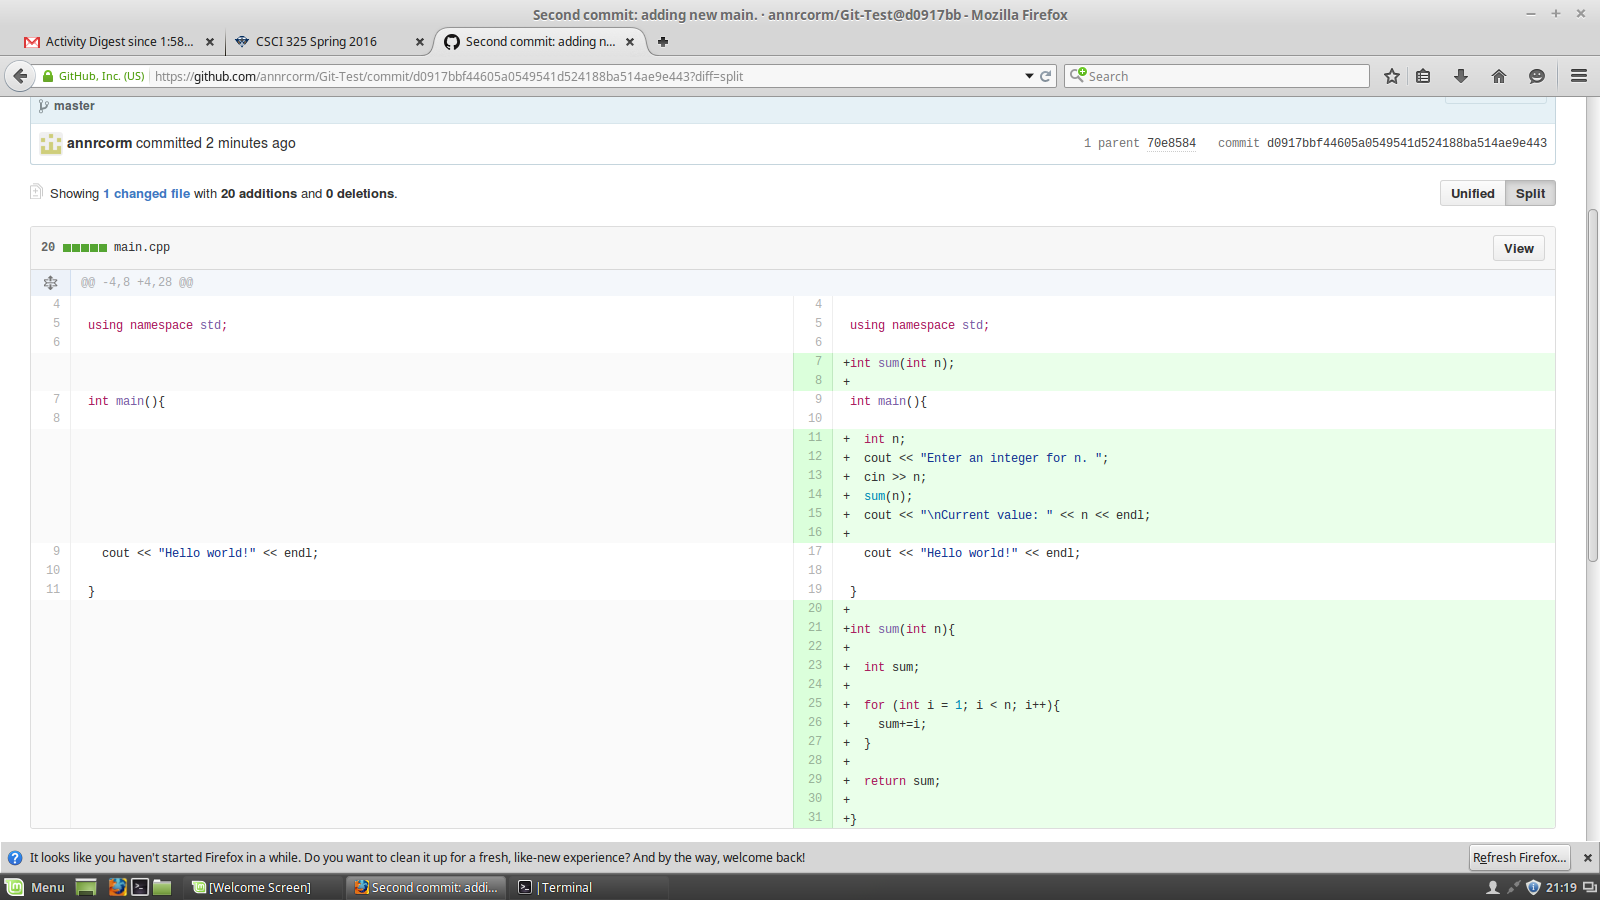 Second commit: adding new main. · annrcorm/Git-Test@d0917bb - Mozilla Firefox
Activity Digest since 1:58... CSCI 325 Spring 2016 Second commit: adding n...
GitHub, Inc. (US) https://github.com/annrcorm/Git-Test/commit/d0917bbf44605a0549541d524188ba514ae9e443?diff=split Search
master
annrcorm committed 2 minutes ago 1 parent 70e8584 commit d0917bbf44605a0549541d524188ba514ae9e443
Showing 1 changed file with 20 additions and 0 deletions. Unified Split
20 main.cpp View
@@ -4,8 +4,28 @@
4 4
5 using namespace std; 5 using namespace std;
6 6
7 +int sum(int n);
8 +
7 int main(){ 9 int main(){
8 10
11 + int n;
12 + cout << "Enter an integer for n. ";
13 + cin >> n;
14 + sum(n);
15 + cout << "\nCurrent value: " << n << endl;
16 +
9 cout << "Hello world!" << endl; 17 cout << "Hello world!" << endl;
10 18
11 } 19 }
20 +
21 +int sum(int n){
22 +
23 + int sum;
24 +
25 + for (int i = 1; i < n; i++){
26 + sum+=i;
27 + }
28 +
29 + return sum;
30 +
31 +}
It looks like you haven't started Firefox in a while. Do you want to clean it up for a fresh, like-new experience? And by the way, welcome back! Refresh Firefox...
Menu [Welcome Screen] Second commit: addi... |Terminal 21:19